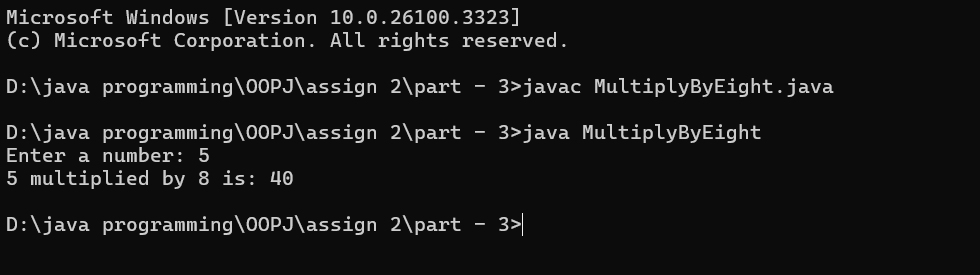 Microsoft Windows [Version 10.0.26100.3323]
(c) Microsoft Corporation. All rights reserved.
D:\java programming\OOPJ\assign 2\part - 3>javac MultiplyByEight.java
D:\java programming\OOPJ\assign 2\part - 3>java MultiplyByEight
Enter a number: 5
5 multiplied by 8 is: 40
D:\java programming\OOPJ\assign 2\part - 3>